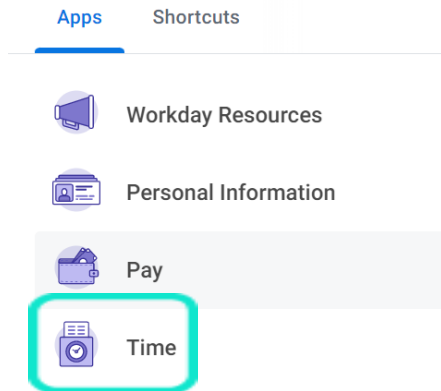 Apps Shortcuts
Workday Resources
Personal Information
Pay
Time